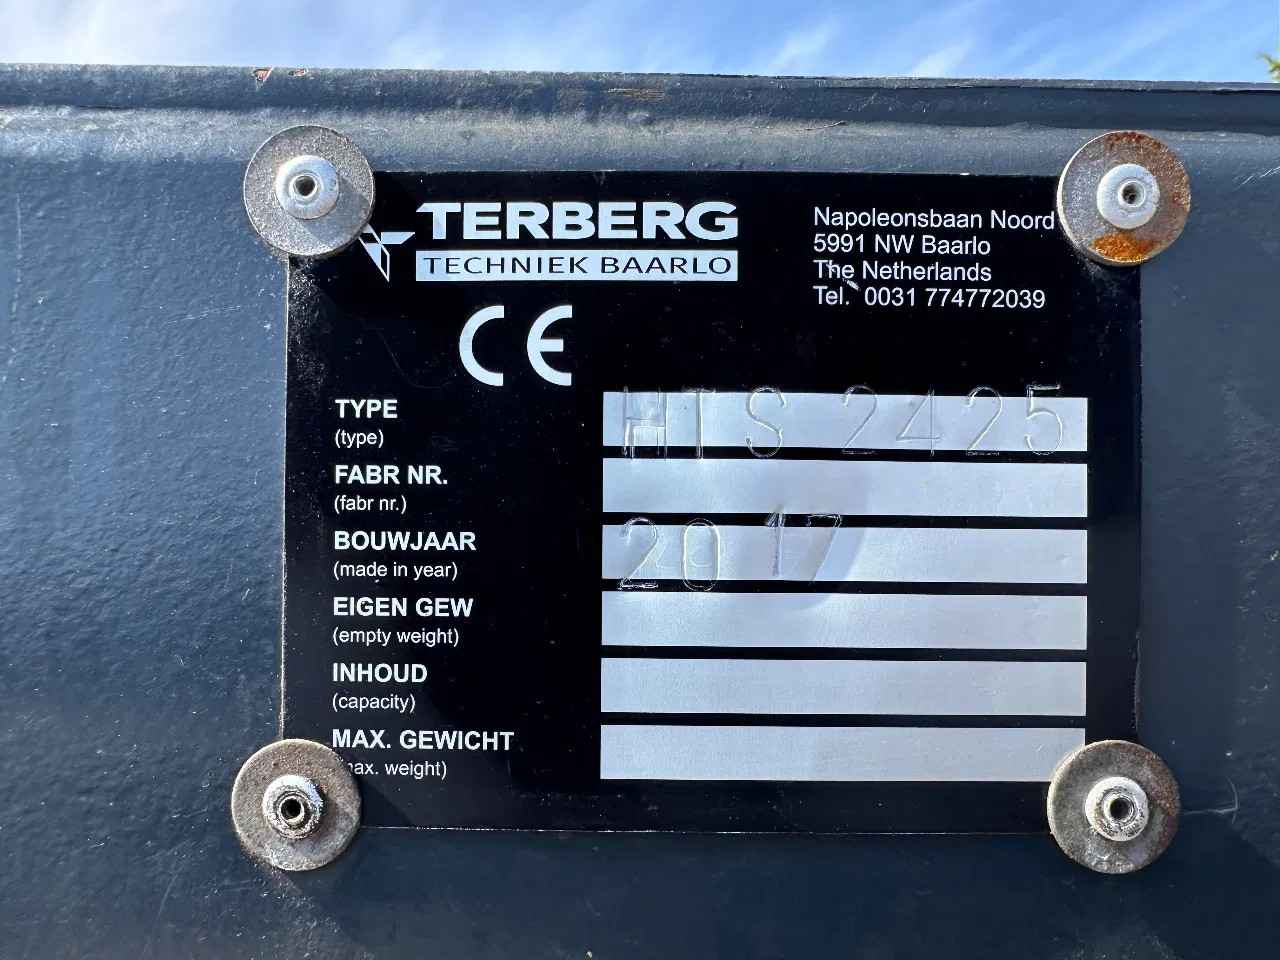 TERBERG
TECHNIEK BAARLO
Napoleonsbaan Noord
5991 NW Baarlo
The Netherlands
Tel. 0031 774772039
CE
TYPE HTS 2425
(type)
FABR NR.
(fabr nr.)
BOUWJAAR 2017
(made in year)
EIGEN GEW
(empty weight)
INHOUD
(capacity)
MAX. GEWICHT
max. weight)